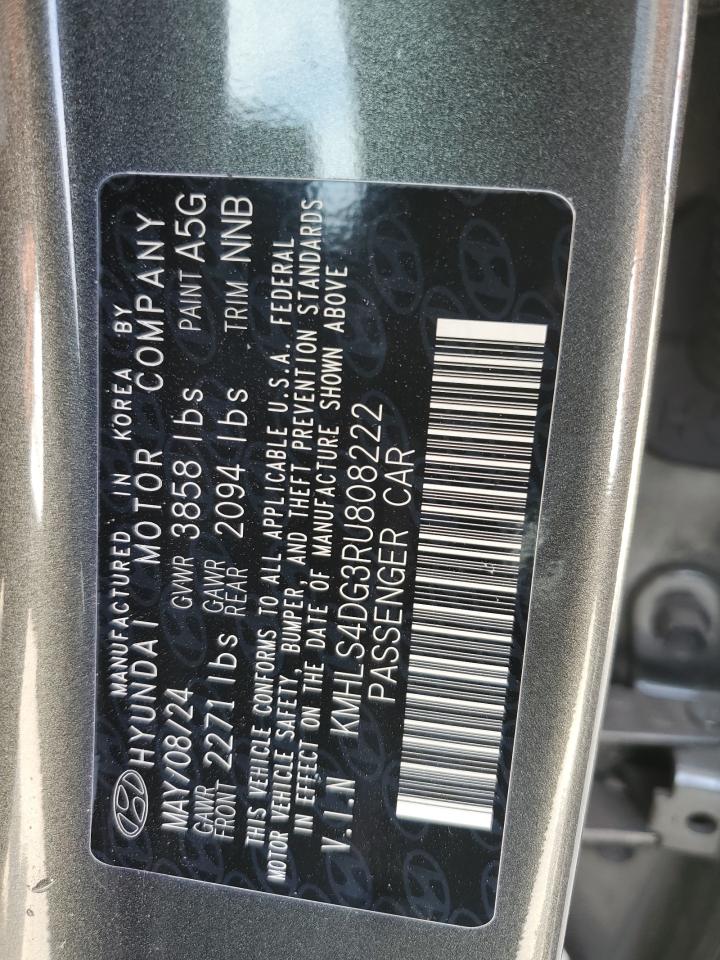 MANUFACTURED IN KOREA BY
HYUNDAI MOTOR COMPANY
MAY/08/24 GVWR 3858 lbs PAINT A5G
GAWR FRONT 2271 lbs GAWR REAR 2094 lbs TRIM NNB
THIS VEHICLE CONFORMS TO ALL APPLICABLE U.S.A. FEDERAL
MOTOR VEHICLE SAFETY, BUMPER, AND THEFT PREVENTION STANDARDS
IN EFFECT ON THE DATE OF MANUFACTURE SHOWN ABOVE
V.I.N KMHLS4DG3RU808222
PASSENGER CAR